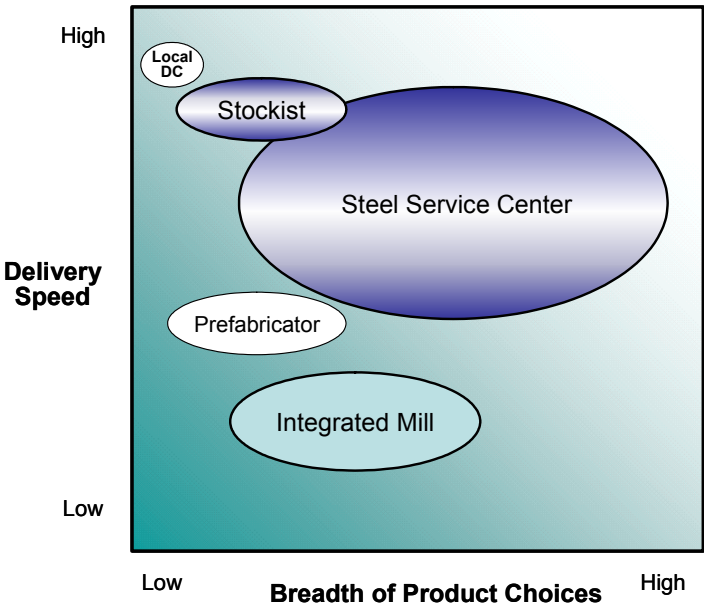 High
Local
DC
Stockist
Steel Service Center
Delivery
Speed
Prefabricator
Integrated Mill
Low
Low
Breadth of Product Choices
High